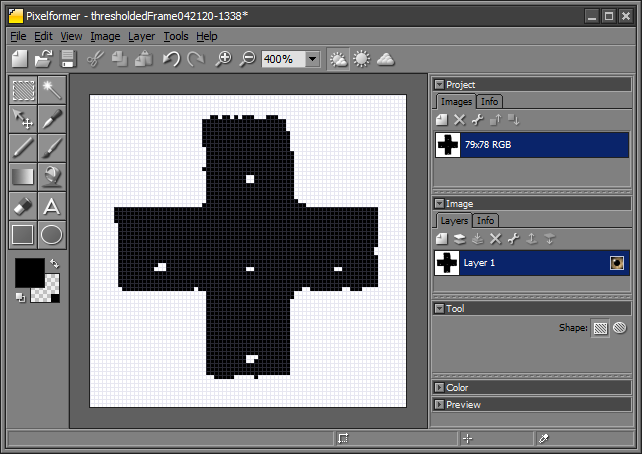 Pixelformer - thresholdedFrame042120-1338*
File Edit View Image Layer Tools Help
400%
Project
Images Info
79x78 RGB
Image
Layers Info
Layer 1
Tool
Shape:
Color
Preview